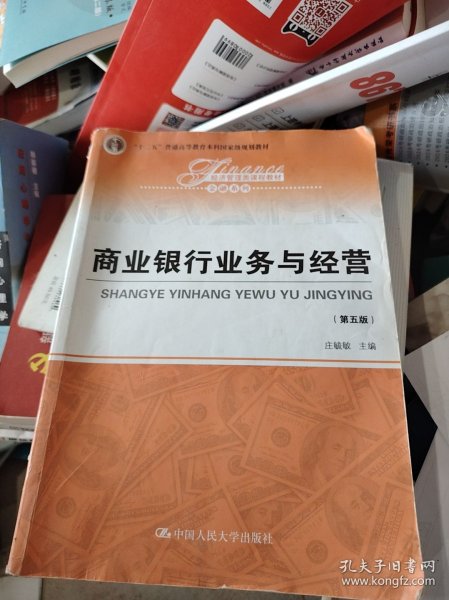 “十二五”普通高等教育本科国家级规划教材
Finance
经济管理类课程教材
金融系列
商业银行业务与经营
SHANGYE YINHANG YEWU YU JINGYING
（第五版）
庄毓敏 主编
中国人民大学出版社
孔夫子旧书网
www.kongfz.com